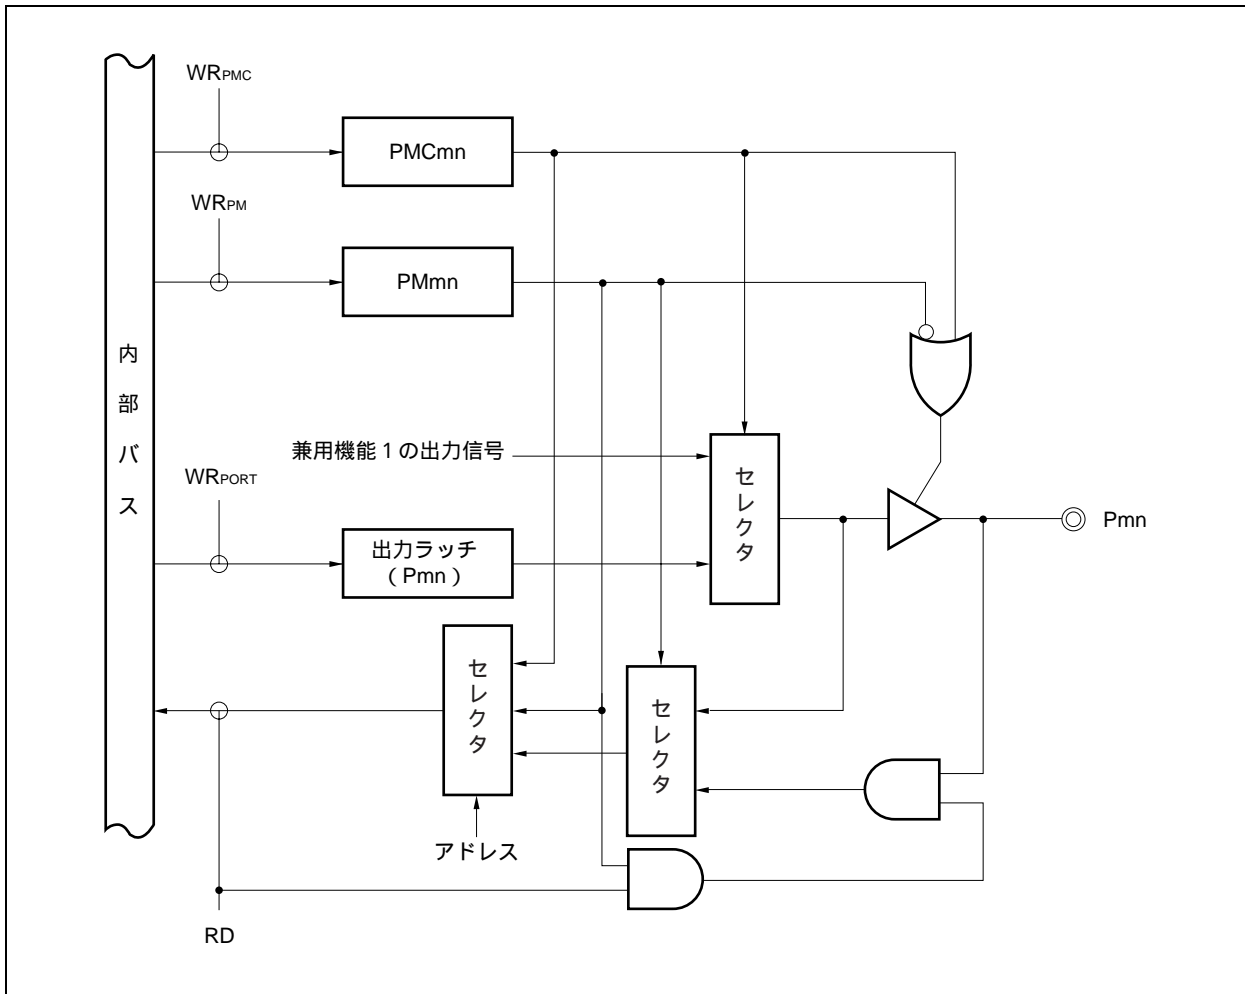 WRPMC
PMCmn
WRPM
PMmn
内部バス
兼用機能1の出力信号
セレクタ
WRPORT
Pmn
出力ラッチ
(Pmn)
セレクタ
セレクタ
アドレス
RD